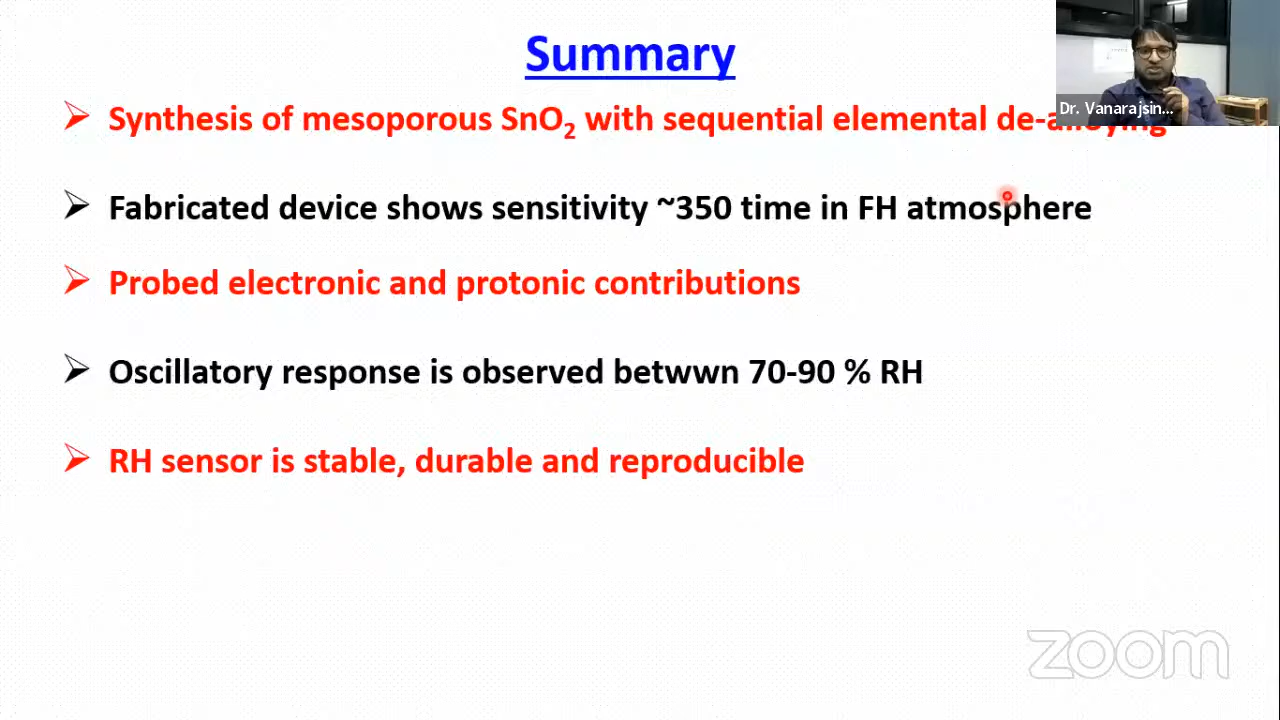 Summary
Dr. Vanarajsin...
Synthesis of mesoporous SnO₂ with sequential elemental de-alloying
Fabricated device shows sensitivity ~350 time in FH atmosphere
Probed electronic and protonic contributions
Oscillatory response is observed betwwn 70-90 % RH
RH sensor is stable, durable and reproducible
zoom